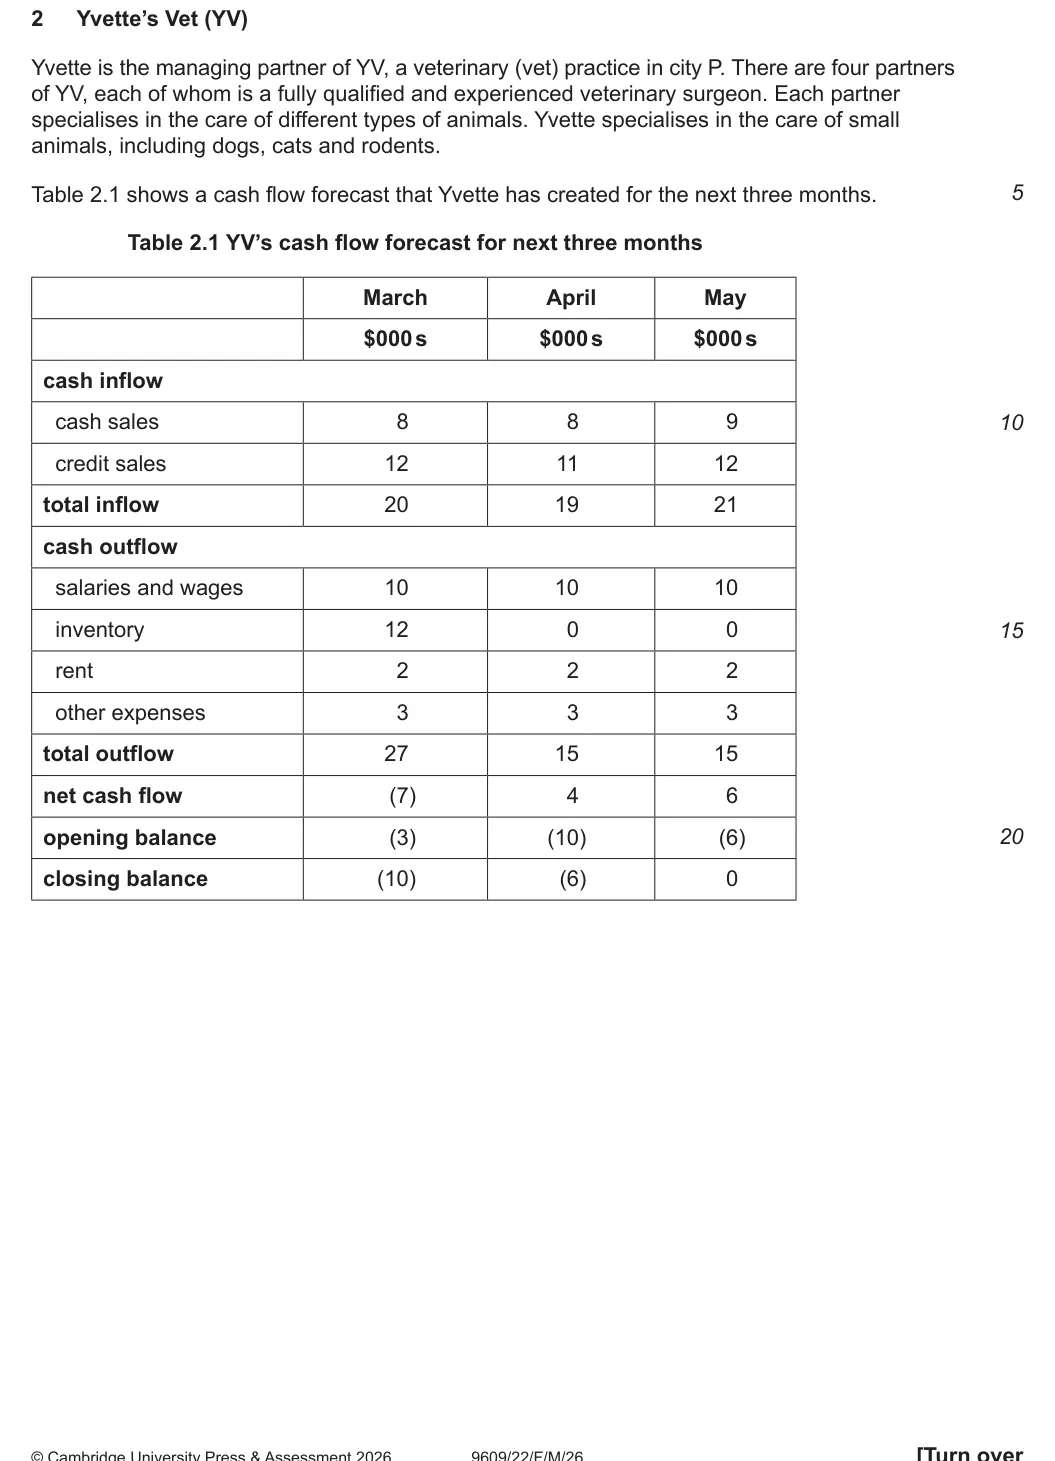 2 Yvette’s Vet (YV)
Yvette is the managing partner of YV, a veterinary (vet) practice in city P. There are four partners
of YV, each of whom is a fully qualified and experienced veterinary surgeon. Each partner
specialises in the care of different types of animals. Yvette specialises in the care of small
animals, including dogs, cats and rodents.
Table 2.1 shows a cash flow forecast that Yvette has created for the next three months. 5
Table 2.1 YV’s cash flow forecast for next three months
March April May
$000s $000s $000s
cash inflow
cash sales 8 8 9 10
credit sales 12 11 12
total inflow 20 19 21
cash outflow
salaries and wages 10 10 10
inventory 12 0 0 15
rent 2 2 2
other expenses 3 3 3
total outflow 27 15 15
net cash flow (7) 4 6
opening balance (3) (10) (6) 20
closing balance (10) (6) 0
© Cambridge University Press & Assessment 2026 9609/22/F/M/26 [Turn over